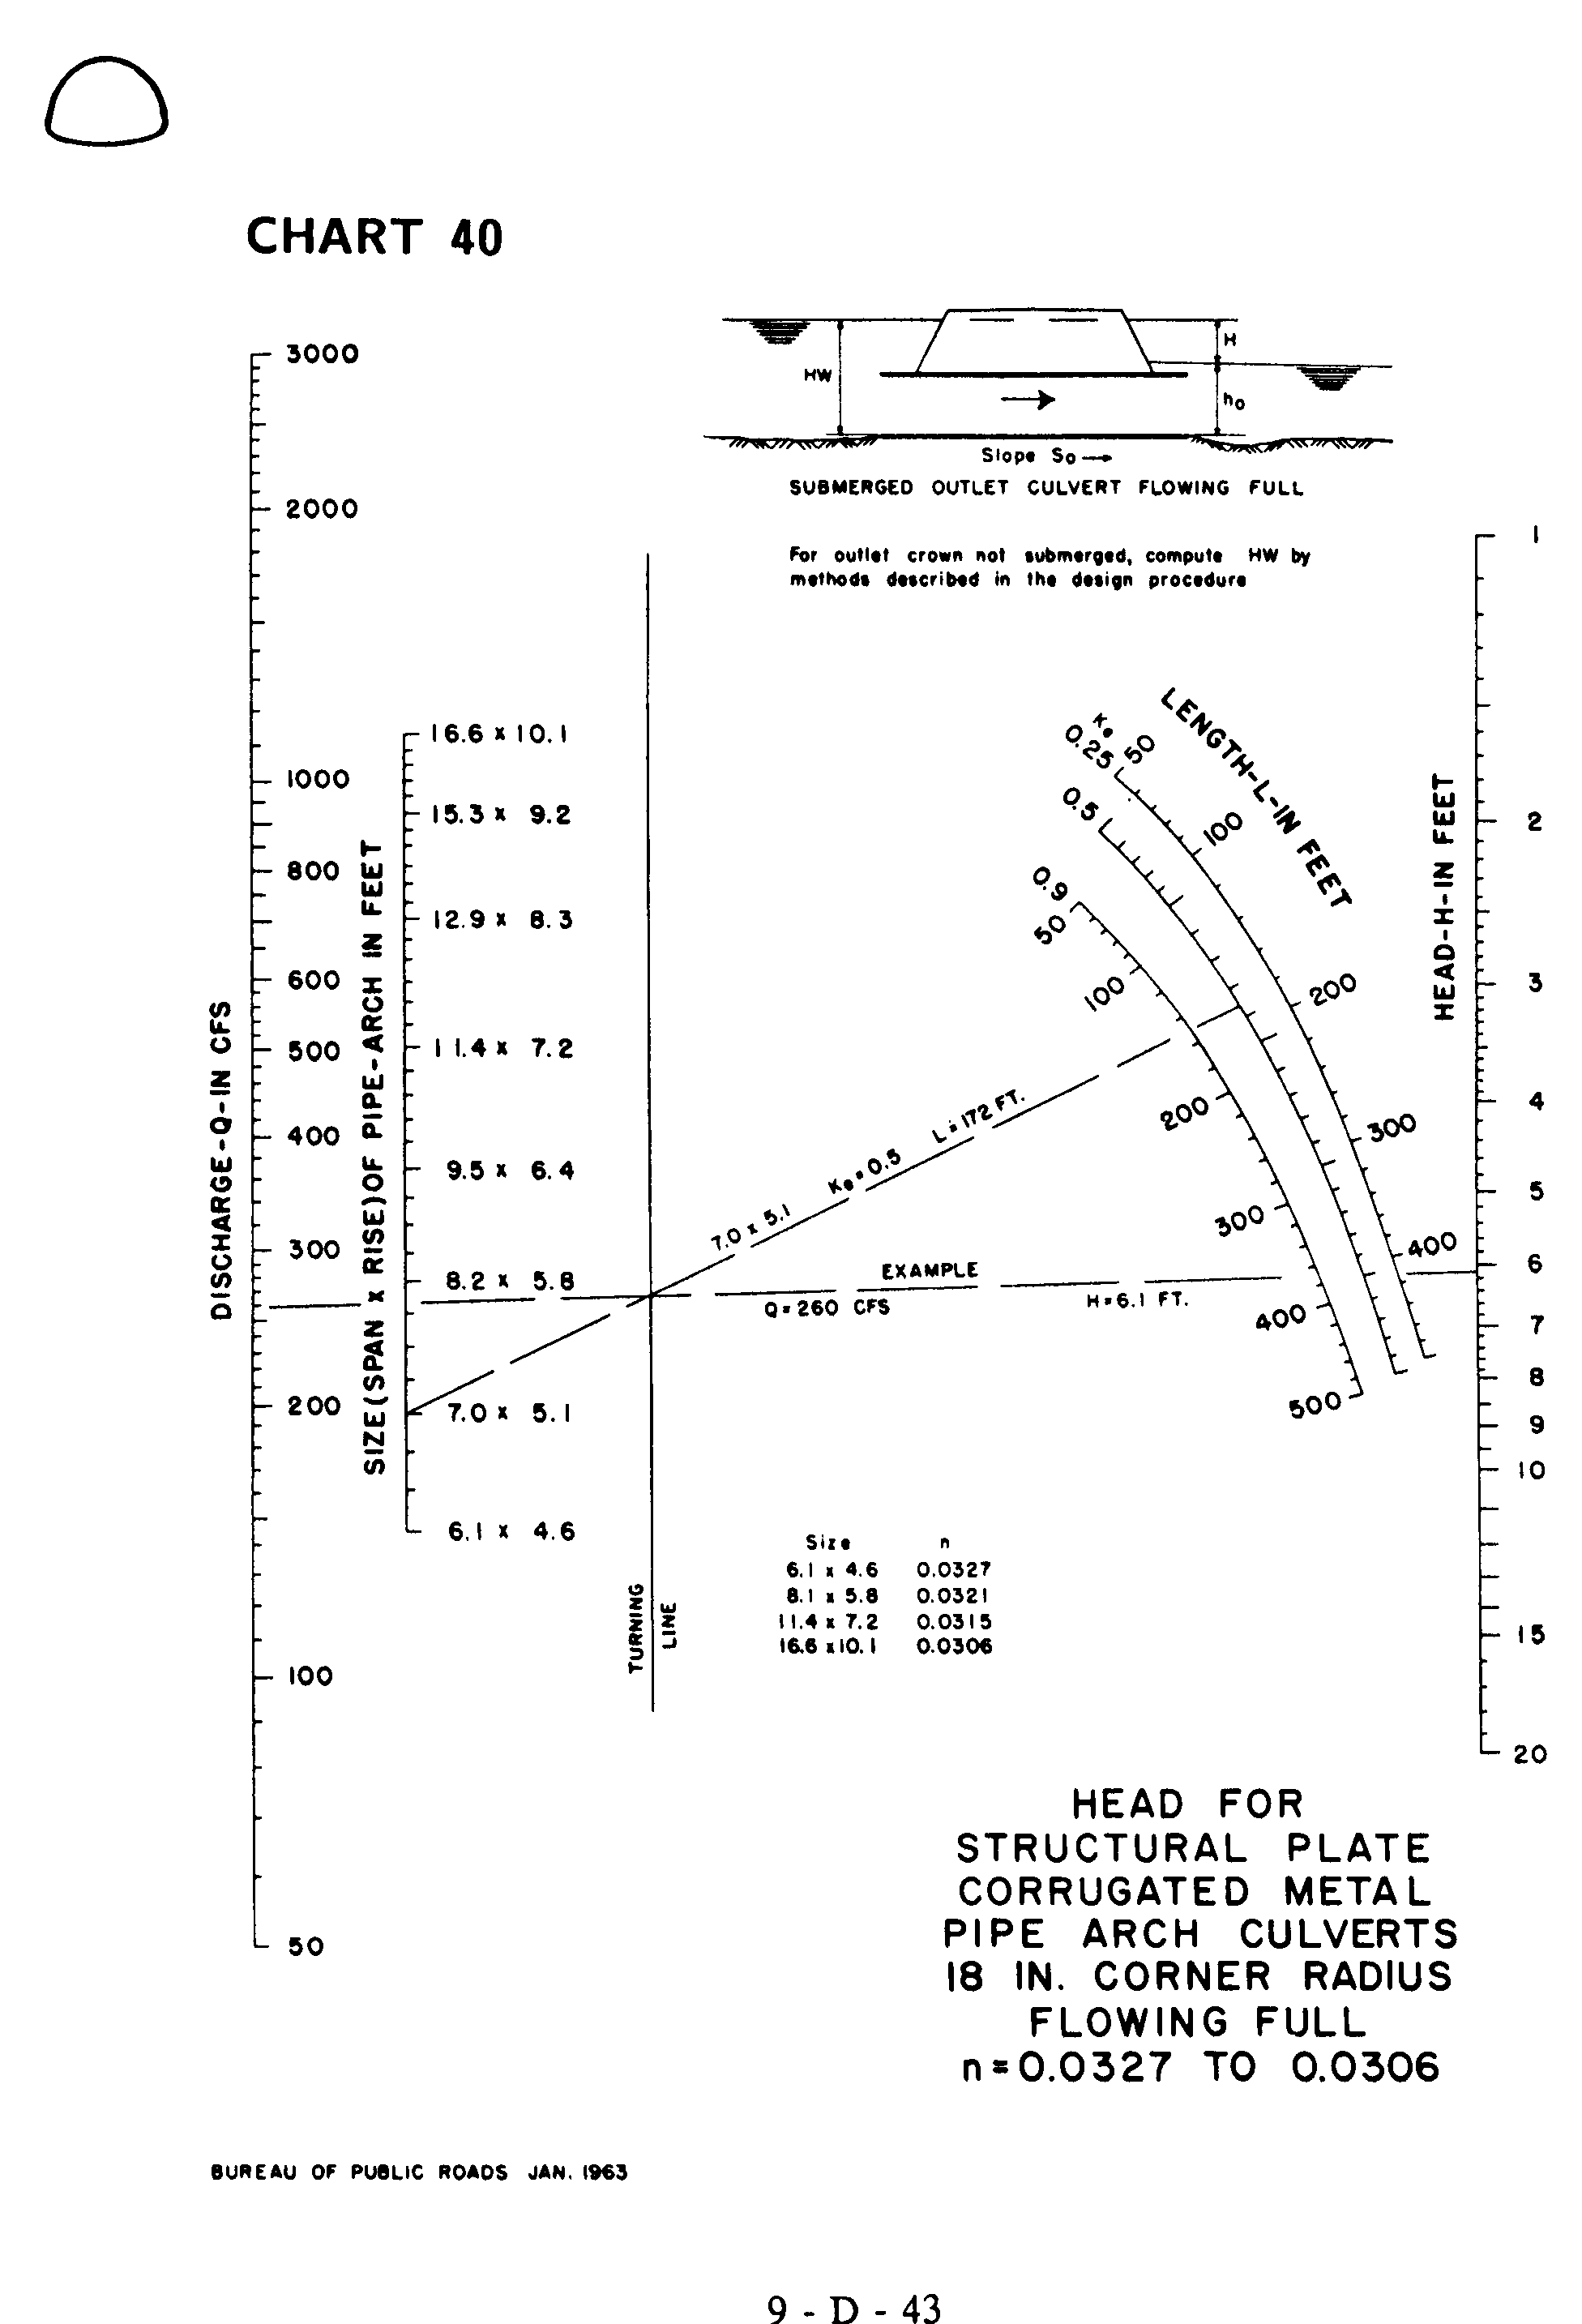 CHART 40
HW
H
ho
Slope So
SUBMERGED OUTLET CULVERT FLOWING FULL
For outlet crown not submerged, compute HW by
methods described in the design procedure
DISCHARGE-Q-IN CFS
3000
2000
1000
800
600
500
400
300
200
100
50
SIZE (SPAN x RISE) OF PIPE-ARCH IN FEET
16.6 x 10.1
15.3 x 9.2
12.9 x 8.3
11.4 x 7.2
9.5 x 6.4
8.2 x 5.8
7.0 x 5.1
6.1 x 4.6
TURNING
LINE
7.0 x 5.1 Ke=0.5 L=172 FT.
EXAMPLE
Q=260 CFS H=6.1 FT.
LENGTH-L-IN FEET
Ke
0.25
50
100
200
300
400
0.5
0.9
50
100
200
300
400
500
HEAD-H-IN FEET
1
2
3
4
5
6
7
8
9
10
15
20
Size n
6.1 x 4.6 0.0327
8.1 x 5.8 0.0321
11.4 x 7.2 0.0315
16.6 x 10.1 0.0306
HEAD FOR
STRUCTURAL PLATE
CORRUGATED METAL
PIPE ARCH CULVERTS
18 IN. CORNER RADIUS
FLOWING FULL
n=0.0327 TO 0.0306
BUREAU OF PUBLIC ROADS JAN. 1963
9 - D - 43